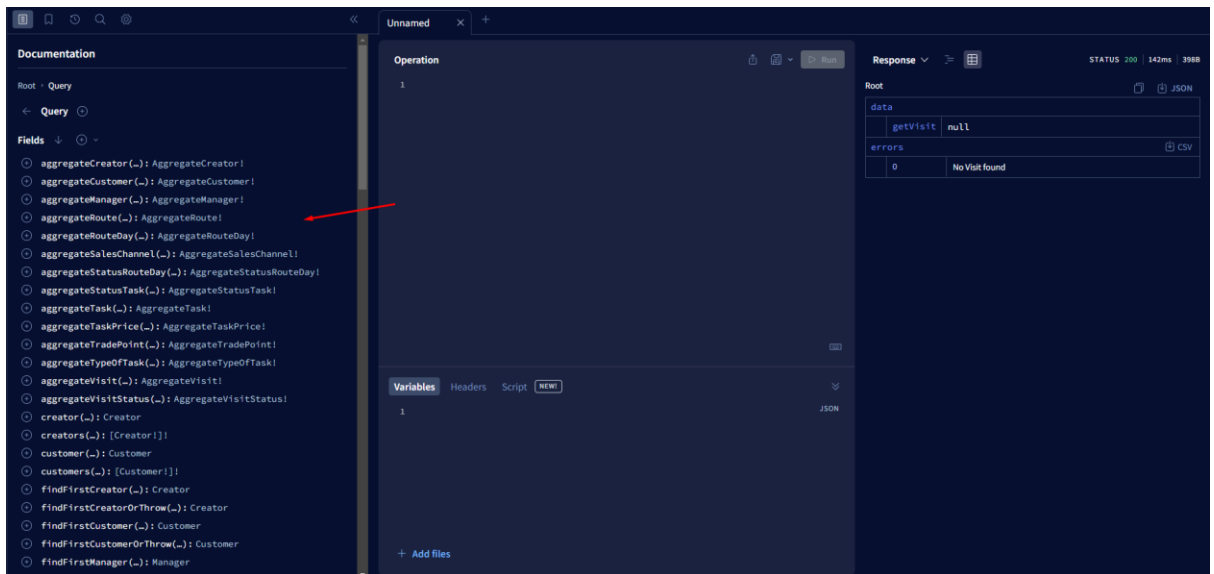 Unnamed
Documentation
Root · Query
Query
Fields
aggregateCreator(…): AggregateCreator!
aggregateCustomer(…): AggregateCustomer!
aggregateManager(…): AggregateManager!
aggregateRoute(…): AggregateRoute!
aggregateRouteDay(…): AggregateRouteDay!
aggregateSalesChannel(…): AggregateSalesChannel!
aggregateStatusRouteDay(…): AggregateStatusRouteDay!
aggregateStatusTask(…): AggregateStatusTask!
aggregateTask(…): AggregateTask!
aggregateTaskPrice(…): AggregateTaskPrice!
aggregateTradePoint(…): AggregateTradePoint!
aggregateTypeOfTask(…): AggregateTypeOfTask!
aggregateVisit(…): AggregateVisit!
aggregateVisitStatus(…): AggregateVisitStatus!
creator(…): Creator
creators(…): [Creator!]!
customer(…): Customer
customers(…): [Customer!]!
findFirstCreator(…): Creator
findFirstCreatorOrThrow(…): Creator
findFirstCustomer(…): Customer
findFirstCustomerOrThrow(…): Customer
findFirstManager(…): Manager
Operation
Run
1
Variables Headers Script NEW!
1
JSON
+ Add files
Response STATUS 200 142ms 398B
Root JSON
data
getVisit null
errors CSV
0 No Visit found